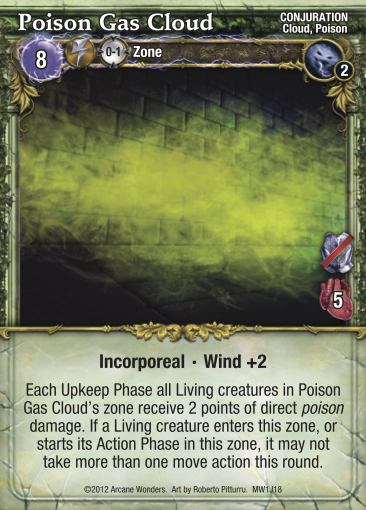 Poison Gas Cloud
CONJURATION
Cloud, Poison
8
0-1
Zone
2
5
Incorporeal • Wind +2
Each Upkeep Phase all Living creatures in Poison
Gas Cloud's zone receive 2 points of direct poison
damage. If a Living creature enters this zone, or
starts its Action Phase in this zone, it may not
take more than one move action this round.
©2012 Arcane Wonders. Art by Roberto Pitturru. MW1J18